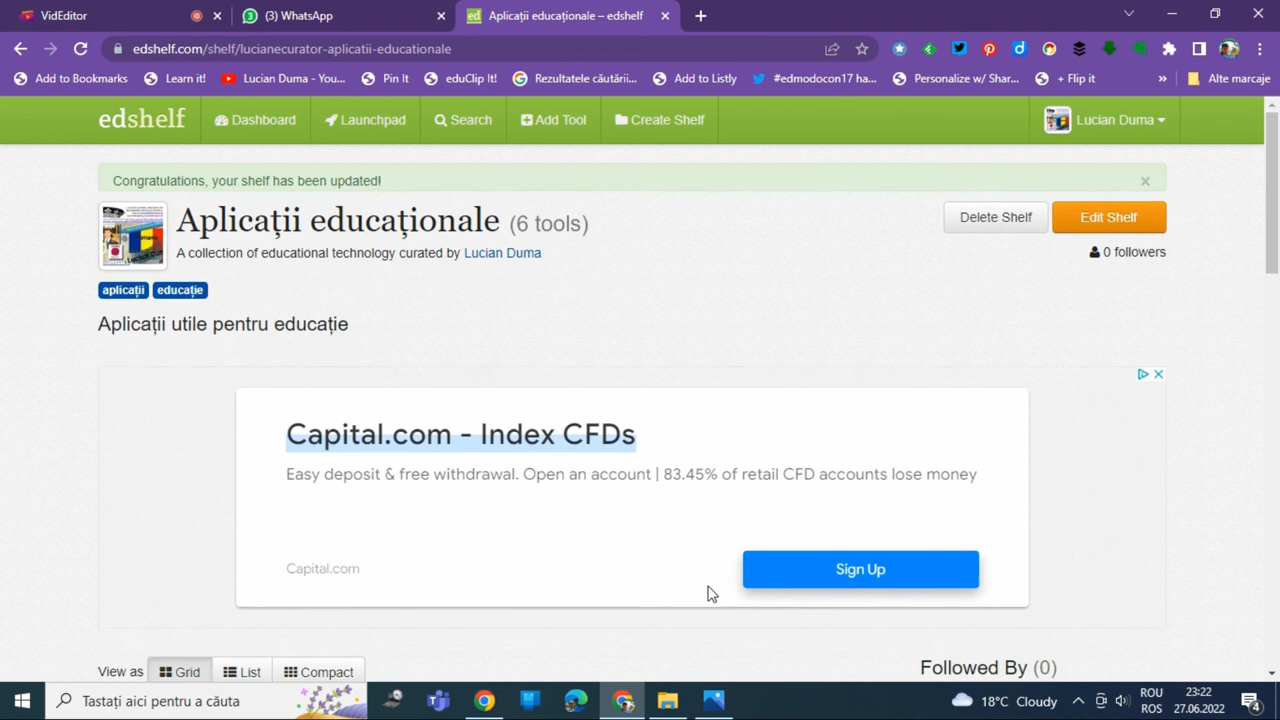 VidEditor
(3) WhatsApp
Aplicații educaționale – edshelf
edshelf.com/shelf/lucianecurator-aplicatii-educationale
Add to Bookmarks
Learn it!
Lucian Duma - You...
Pin It
eduClip It!
Rezultatele căutării...
Add to Listly
#edmodocon17 ha...
Personalize w/ Shar...
+ Flip it
»
Alte marcaje
edshelf
Dashboard
Launchpad
Search
Add Tool
Create Shelf
Lucian Duma
Congratulations, your shelf has been updated!
Aplicații educaționale (6 tools)
Delete Shelf
Edit Shelf
A collection of educational technology curated by Lucian Duma
0 followers
aplicații educație
Aplicații utile pentru educație
Capital.com - Index CFDs
Easy deposit & free withdrawal. Open an account | 83.45% of retail CFD accounts lose money
Capital.com
Sign Up
View as
Grid
List
Compact
Followed By (0)
Tastați aici pentru a căuta
18°C Cloudy
ROU
ROS
23:22
27.06.2022
4